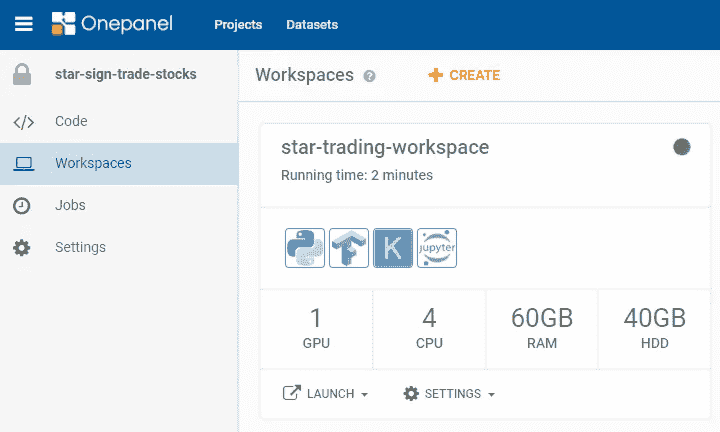 Onepanel Projects Datasets
star-sign-trade-stocks
Workspaces ? CREATE
</> Code
Workspaces
Jobs
Settings
star-trading-workspace
Running time: 2 minutes
K jupyter
1 4 60GB 40GB
GPU CPU RAM HDD
LAUNCH SETTINGS